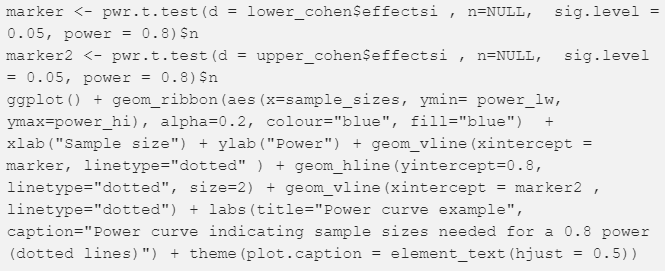 marker <- pwr.t.test(d = lower_cohen$effectsi , n=NULL,  sig.level =
0.05, power = 0.8)$n
marker2 <- pwr.t.test(d = upper_cohen$effectsi , n=NULL,  sig.level
= 0.05, power = 0.8)$n
ggplot() + geom_ribbon(aes(x=sample_sizes, ymin= power_lw,
ymax=power_hi), alpha=0.2, colour="blue", fill="blue")  +
xlab("Sample size") + ylab("Power") + geom_vline(xintercept =
marker, linetype="dotted" ) + geom_hline(yintercept=0.8,
linetype="dotted", size=2) + geom_vline(xintercept = marker2 ,
linetype="dotted") + labs(title="Power curve example",
caption="Power curve indicating sample sizes needed for a 0.8 power
(dotted lines)") + theme(plot.caption = element_text(hjust = 0.5))